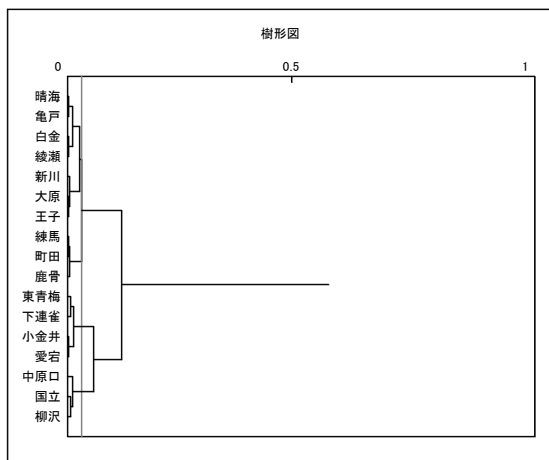 樹形図
0 0.5 1
晴海
亀戸
白金
綾瀬
新川
大原
王子
練馬
町田
鹿骨
東青梅
下連雀
小金井
愛宕
中原口
国立
柳沢